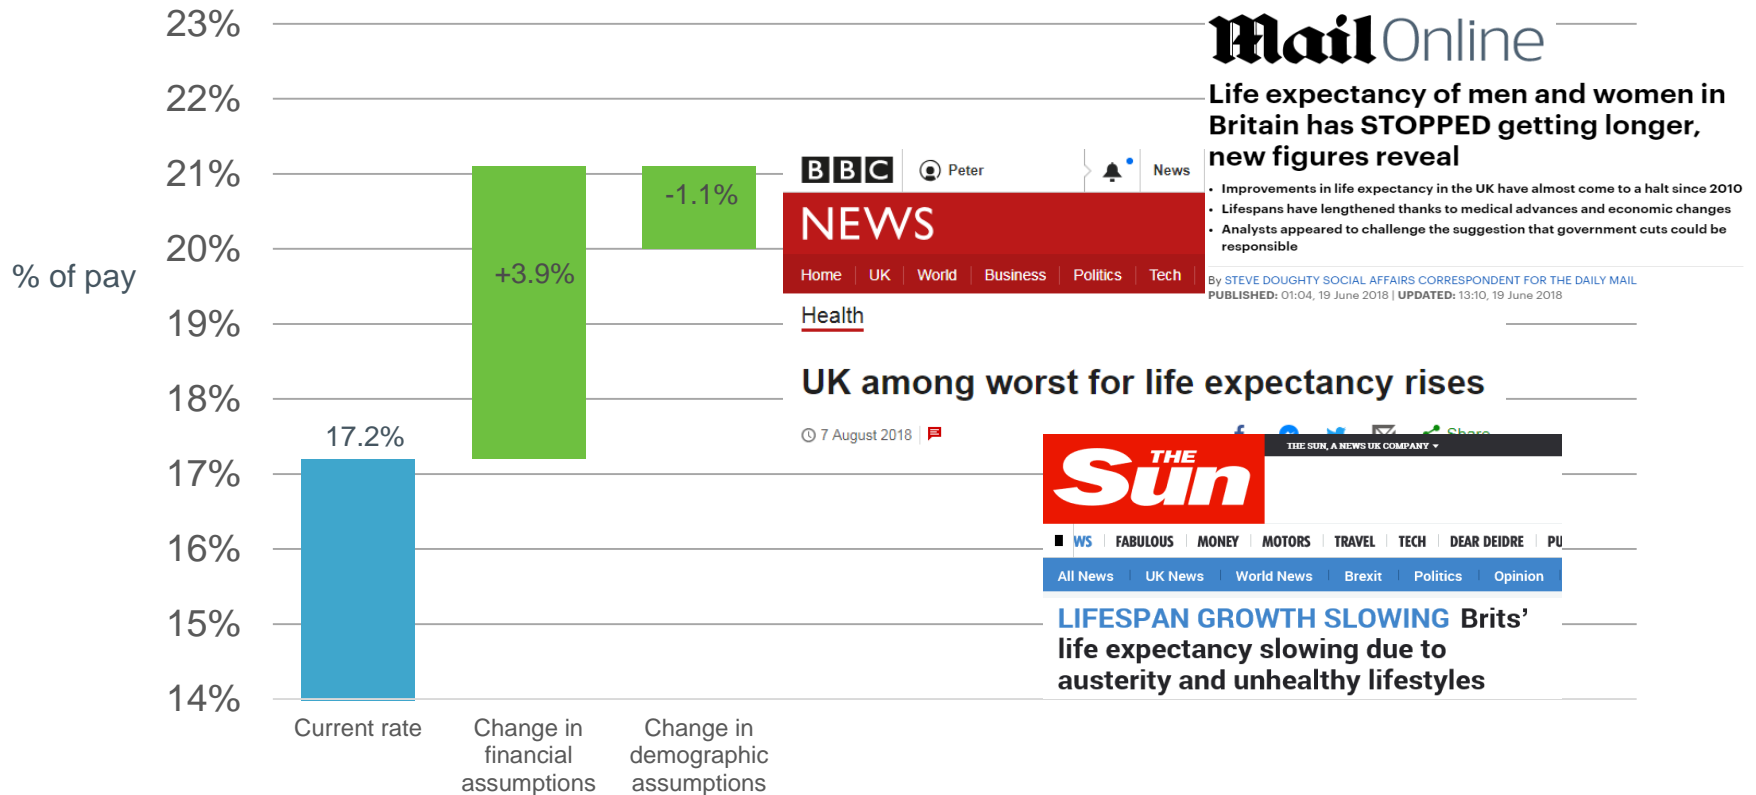 23%
22%
21%
20%
% of pay
19%
18%
17%
16%
15%
14%
17.2%
+3.9%
-1.1%
Current rate
Change in
financial
assumptions
Change in
demographic
assumptions
BBC Peter News
NEWS
Home UK World Business Politics Tech
Health
UK among worst for life expectancy rises
7 August 2018 Share
Mail Online
Life expectancy of men and women in
Britain has STOPPED getting longer,
new figures reveal
• Improvements in life expectancy in the UK have almost come to a halt since 2010
• Lifespans have lengthened thanks to medical advances and economic changes
• Analysts appeared to challenge the suggestion that government cuts could be
responsible
By STEVE DOUGHTY SOCIAL AFFAIRS CORRESPONDENT FOR THE DAILY MAIL
PUBLISHED: 01:04, 19 June 2018 | UPDATED: 13:10, 19 June 2018
THE SUN, A NEWS UK COMPANY
THE
Sun
WS FABULOUS MONEY MOTORS TRAVEL TECH DEAR DEIDRE PU
All News UK News World News Brexit Politics Opinion
LIFESPAN GROWTH SLOWING Brits'
life expectancy slowing due to
austerity and unhealthy lifestyles